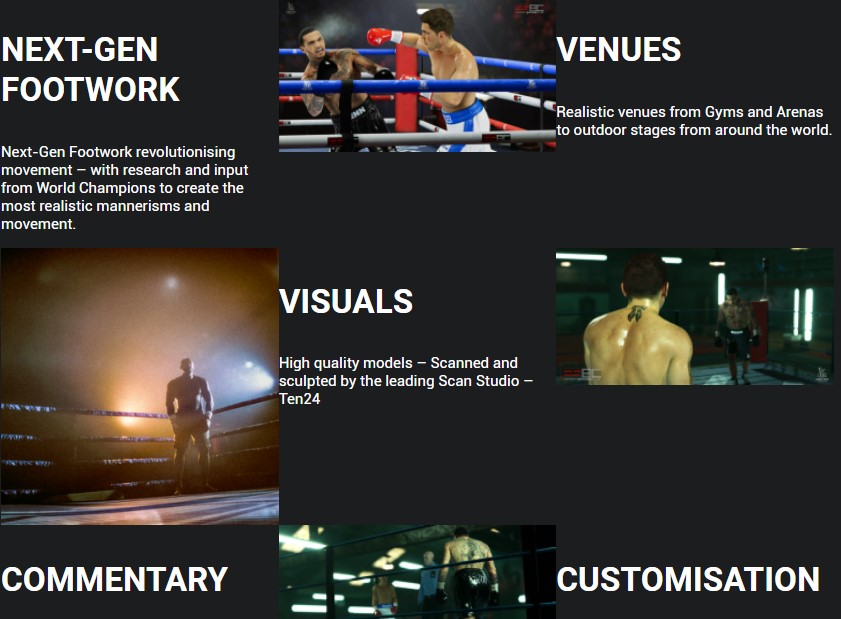 NEXT-GEN
FOOTWORK
Next-Gen Footwork revolutionising
movement – with research and input
from World Champions to create the
most realistic mannerisms and
movement.
VENUES
Realistic venues from Gyms and Arenas
to outdoor stages from around the world.
VISUALS
High quality models – Scanned and
sculpted by the leading Scan Studio –
Ten24
COMMENTARY
CUSTOMISATION